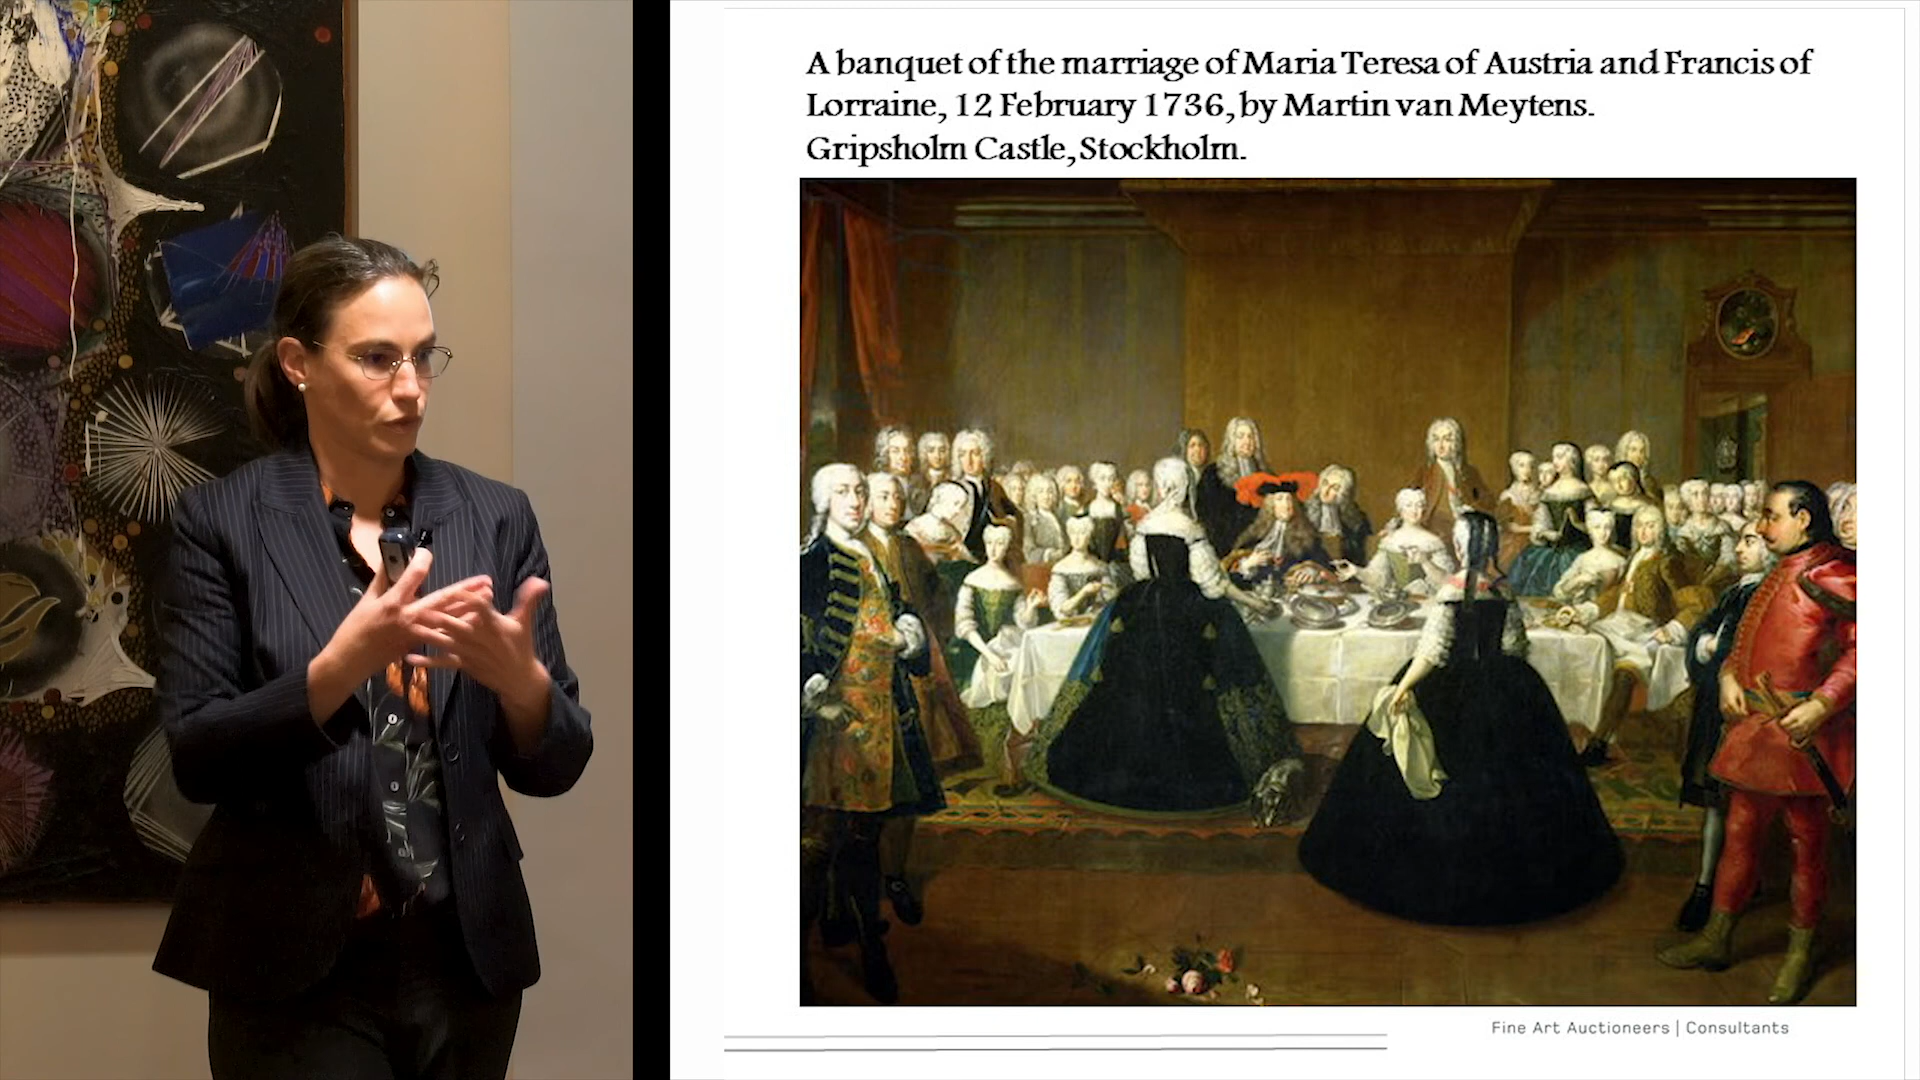 A banquet of the marriage of Maria Teresa of Austria and Francis of
Lorraine, 12 February 1736, by Martin van Meytens.
Gripsholm Castle, Stockholm.
Fine Art Auctioneers | Consultants